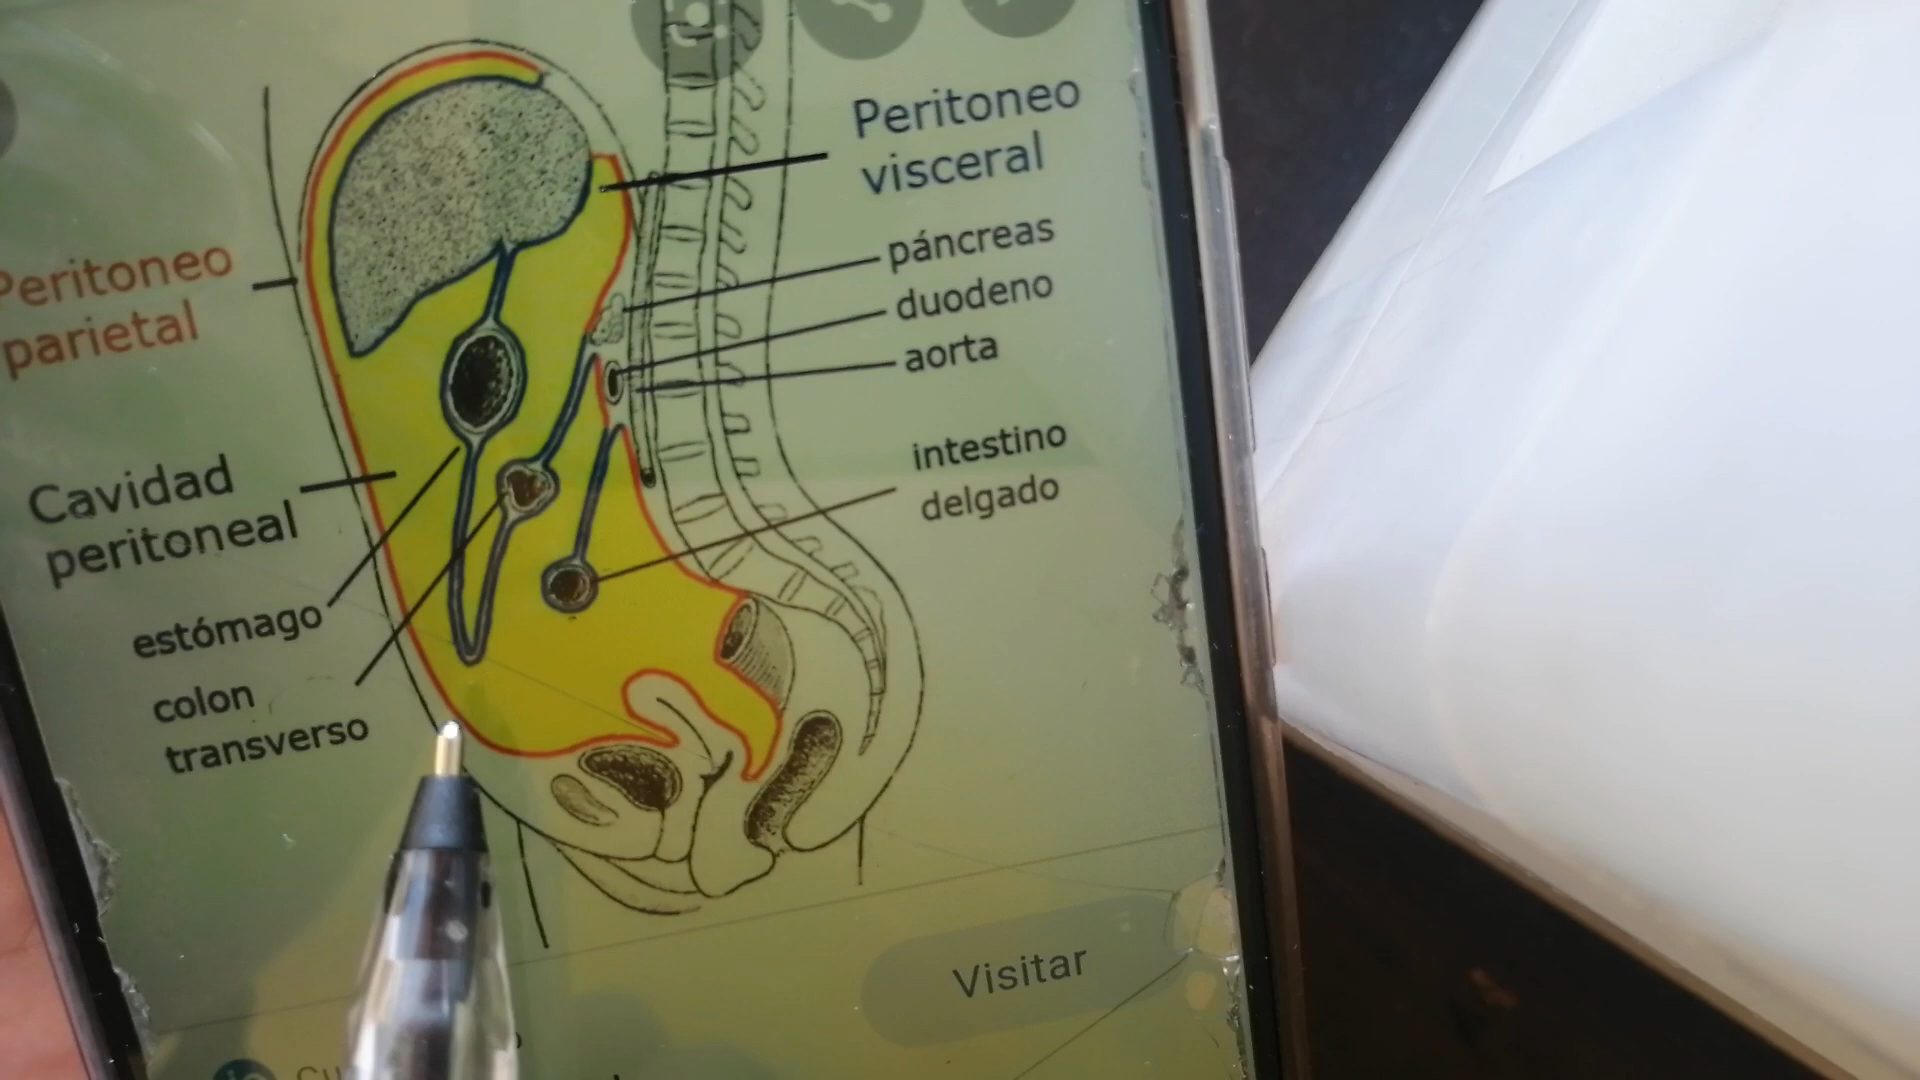 Peritoneo
visceral
páncreas
duodeno
aorta
intestino
delgado
Peritoneo
parietal
Cavidad
peritoneal
estómago
colon
transverso
Visitar